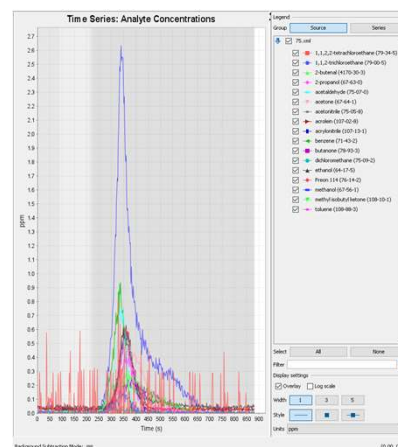 Time Series: Analyte Concentrations
2.7
2.6
2.5
2.4
2.3
2.2
2.1
2.0
1.9
1.8
1.7
1.6
1.5
1.4
1.3
1.2
1.1
1.0
0.9
0.8
0.7
0.6
0.5
0.4
0.3
0.2
0.1
0.0
ppm
0 50 100 150 200 250 300 350 400 450 500 550 600 650 700 750 800 850 900
Time (s)
Legend
Group Source Series
75.xml
1,1,2,2-tetrachloroethane (79-34-5)
1,1,2-trichloroethane (79-00-5)
2-butenal (4170-30-3)
2-propanol (67-63-0)
acetaldehyde (75-07-0)
acetone (67-64-1)
acetonitrile (75-05-8)
acrolein (107-02-8)
acrylonitrile (107-13-1)
benzene (71-43-2)
butanone (78-93-3)
dichloromethane (75-09-2)
ethanol (64-17-5)
Freon 114 (76-14-2)
methanol (67-56-1)
methyl isobutyl ketone (108-10-1)
toluene (108-88-3)
Select All None
Filter
Display settings
Overlay Log scale
Width 1 3 5
Style
Units ppm